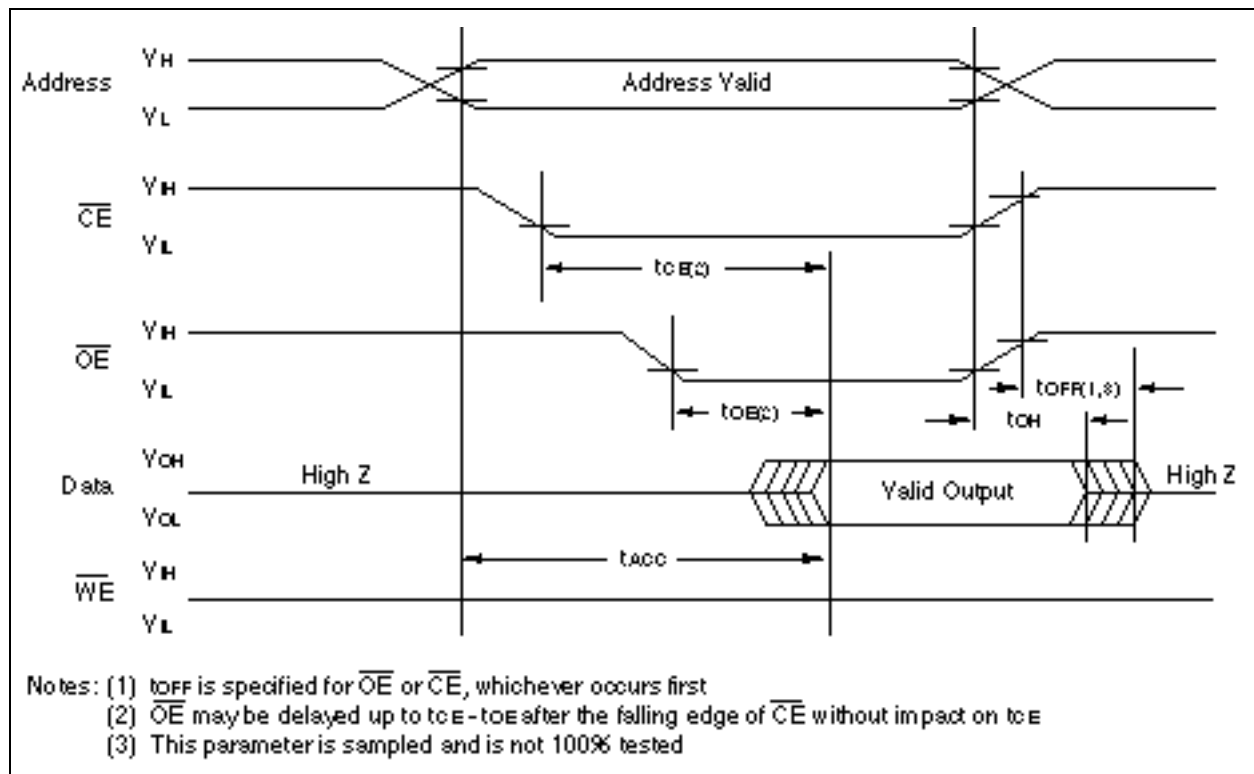 VIH
Address
Address Valid
VIL
VIH
CE
VIL
tCE(2)
VIH
OE
VIL
tOFF(1,3)
tOE(2)
tOH
VOH
Data
High Z
Valid Output
High Z
VOL
tACC
VIH
WE
VIL
Notes: (1) tOFF is specified for OE or CE, whichever occurs first
(2) OE may be delayed up to tCE - tOE after the falling edge of CE without impact on tCE
(3) This parameter is sampled and is not 100% tested